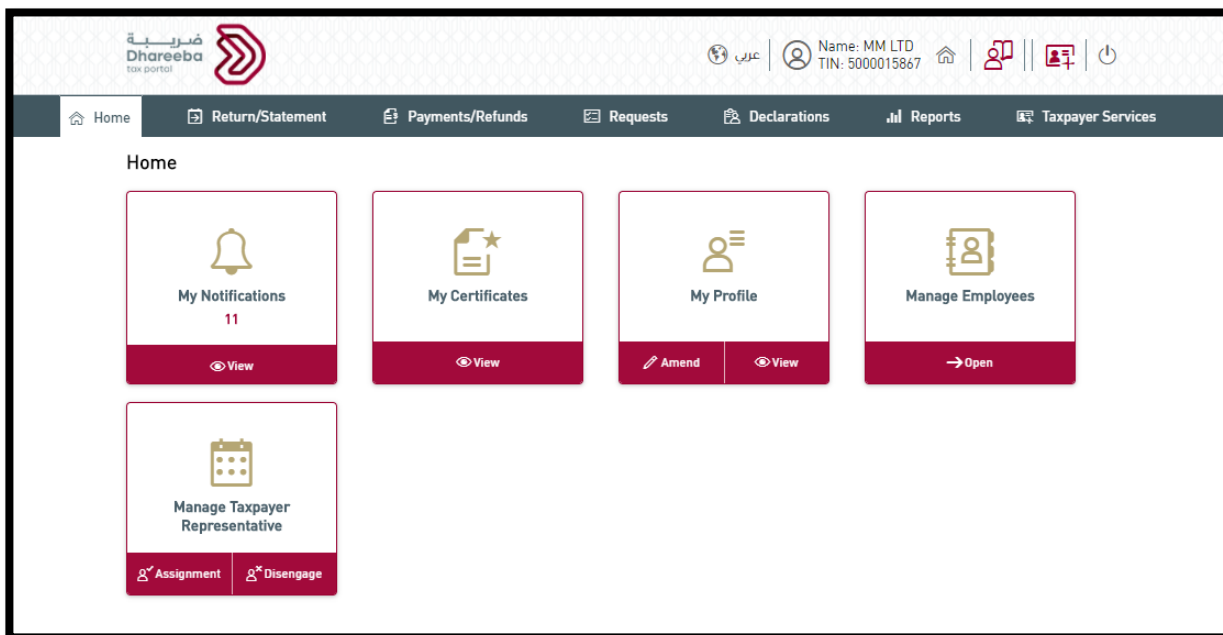 ضريبة
Dhareeba
tax portal
عربي
Name: MM LTD
TIN: 5000015867
Home
Return/Statement
Payments/Refunds
Requests
Declarations
Reports
Taxpayer Services
Home
My Notifications
11
View
My Certificates
View
My Profile
Amend
View
Manage Employees
Open
Manage Taxpayer
Representative
Assignment
Disengage